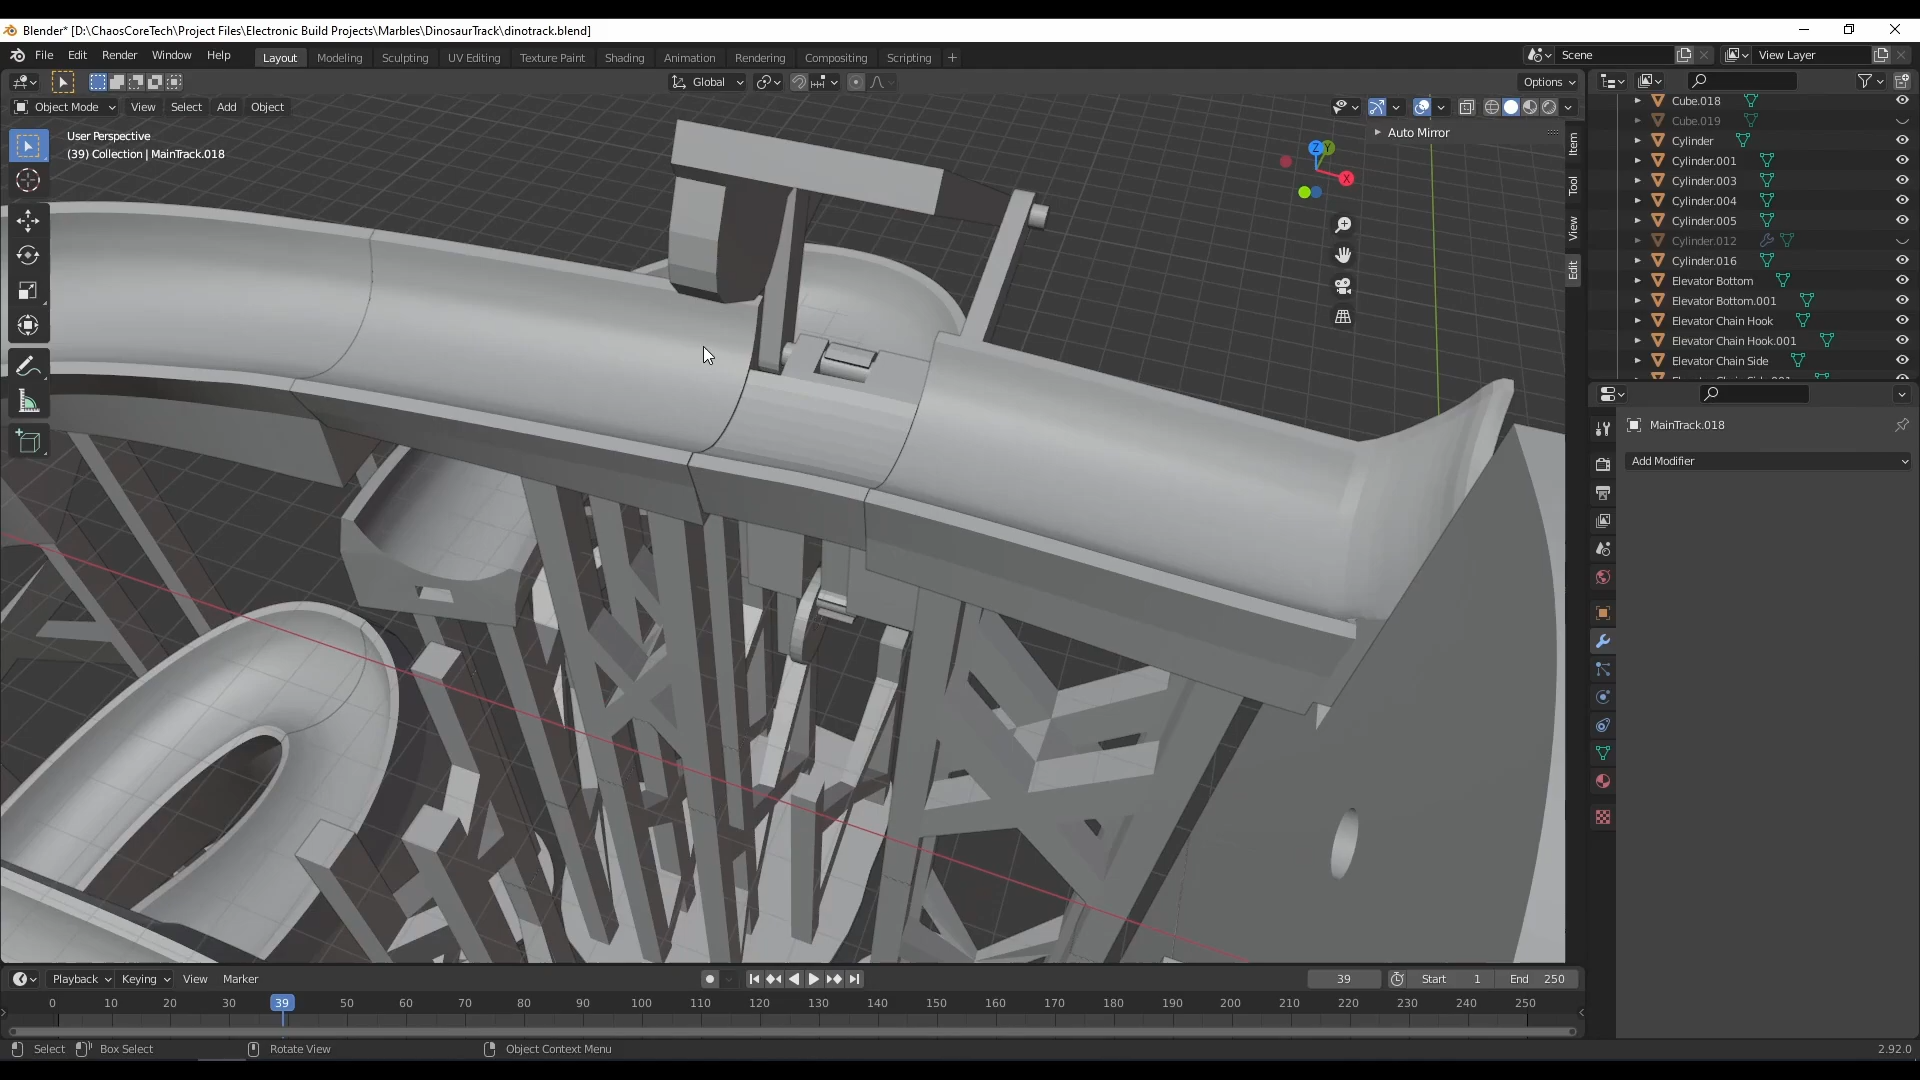 Blender* [D:\ChaosCoreTech\Project Files\Electronic Build Projects\Marbles\DinosaurTrack\dinotrack.blend]
File Edit Render Window Help Layout Modeling Sculpting UV Editing Texture Paint Shading Animation Rendering Compositing Scripting + Scene View Layer
Global Options
Object Mode View Select Add Object
User Perspective
(39) Collection | MainTrack.018
Auto Mirror
Z Y X
Item
Tool
View
Edit
Cube.018
Cube.019
Cylinder
Cylinder.001
Cylinder.003
Cylinder.004
Cylinder.005
Cylinder.012
Cylinder.016
Elevator Bottom
Elevator Bottom.001
Elevator Chain Hook
Elevator Chain Hook.001
Elevator Chain Side
Elevator Chain Side.001
MainTrack.018
Add Modifier
Playback Keying View Marker 39 Start 1 End 250
0 10 20 30 39 50 60 70 80 90 100 110 120 130 140 150 160 170 180 190 200 210 220 230 240 250
Select Box Select Rotate View Object Context Menu 2.92.0